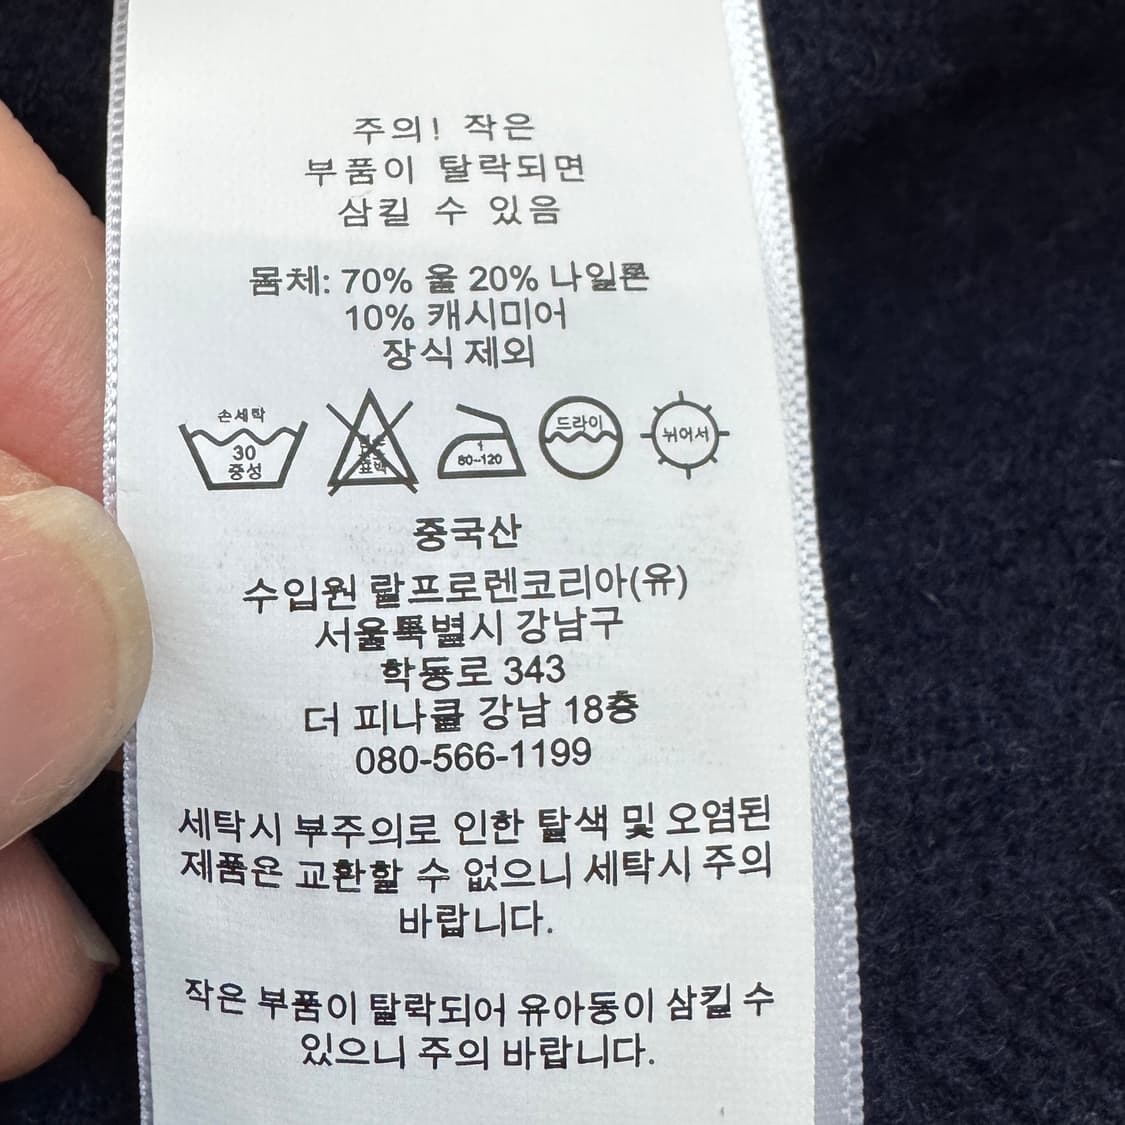 주의! 작은
부품이 탈락되면
삼킬 수 있음
몸체: 70% 울 20% 나일론
10% 캐시미어
장식 제외
손세탁
30
중성
표백
80~120
드라이
뉘어서
중국산
수입원 랄프로렌코리아(유)
서울특별시 강남구
학동로 343
더 피나클 강남 18층
080-566-1199
세탁시 부주의로 인한 탈색 및 오염된
제품은 교환할 수 없으니 세탁시 주의
바랍니다.
작은 부품이 탈락되어 유아동이 삼킬 수
있으니 주의 바랍니다.